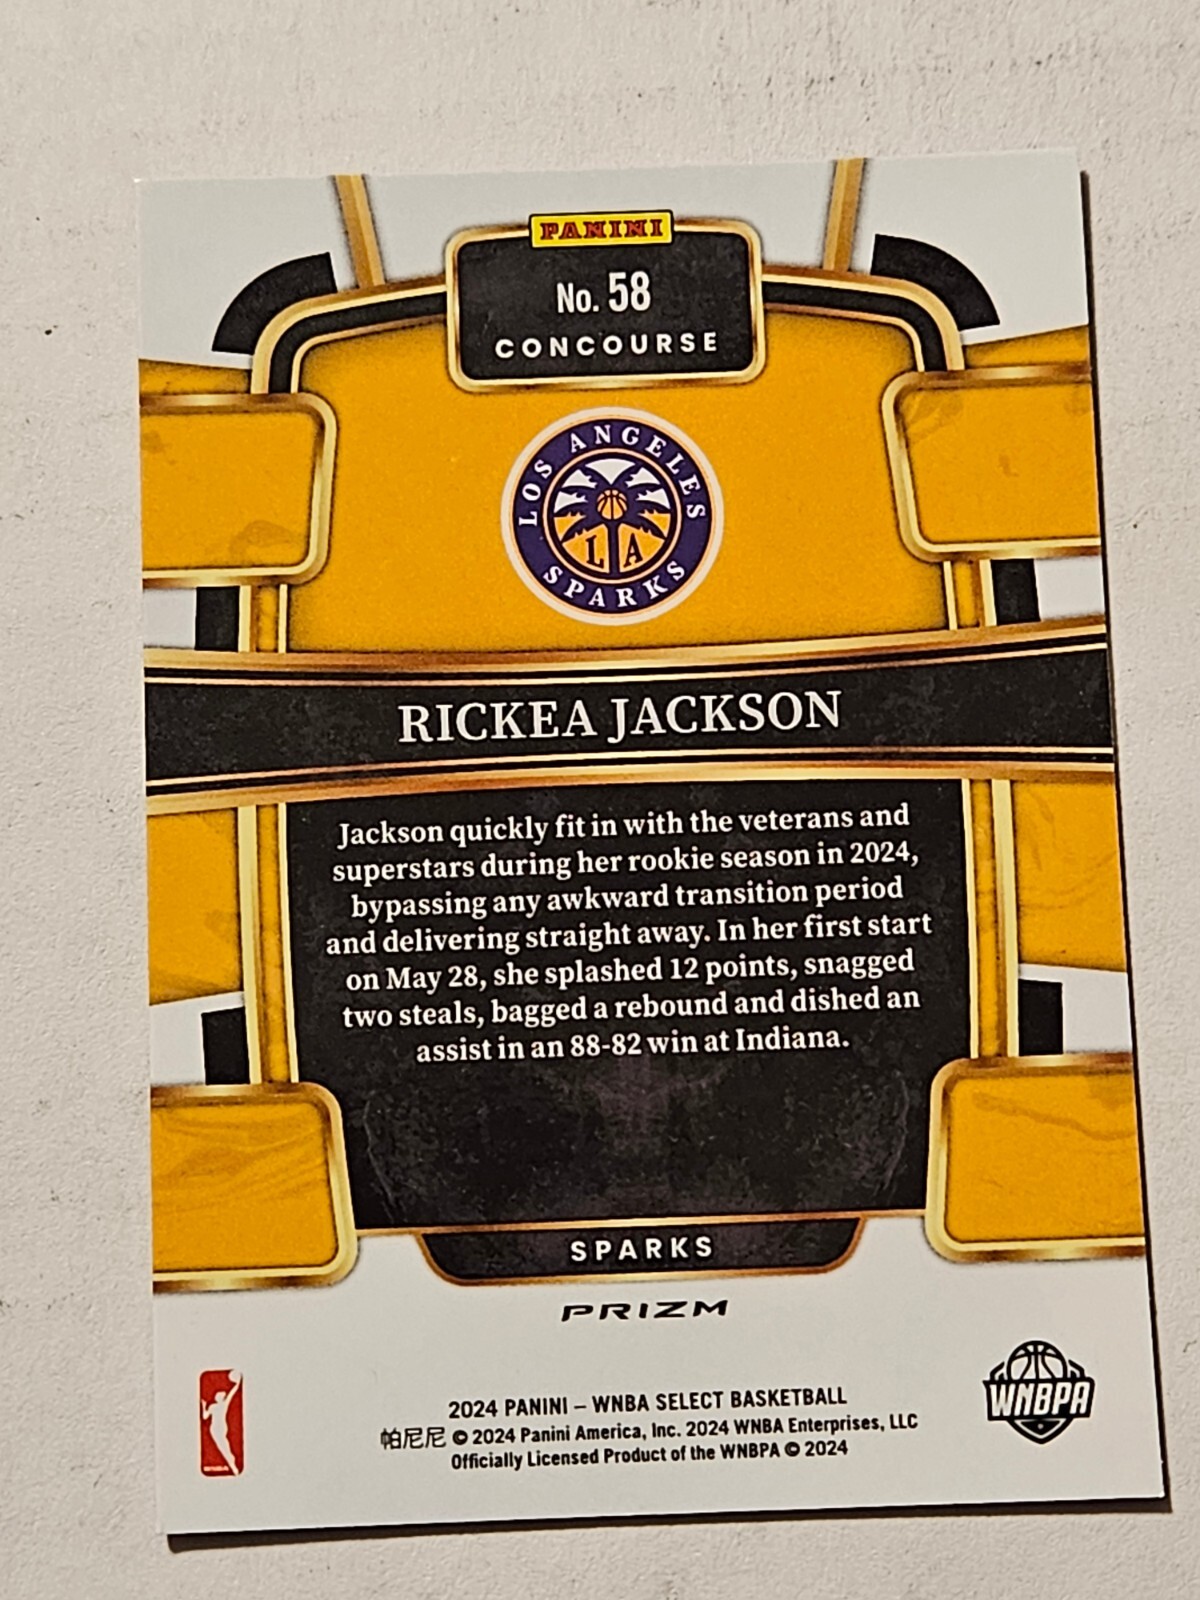 PANINI
No. 58
CONCOURSE
LOS ANGELES
LA
SPARKS
RICKEA JACKSON
Jackson quickly fit in with the veterans and
superstars during her rookie season in 2024,
bypassing any awkward transition period
and delivering straight away. In her first start
on May 28, she splashed 12 points, snagged
two steals, bagged a rebound and dished an
assist in an 88-82 win at Indiana.
SPARKS
PRIZM
WNBA
WNBPA
2024 PANINI – WNBA SELECT BASKETBALL
帕尼尼 © 2024 Panini America, Inc. 2024 WNBA Enterprises, LLC
Officially Licensed Product of the WNBPA © 2024